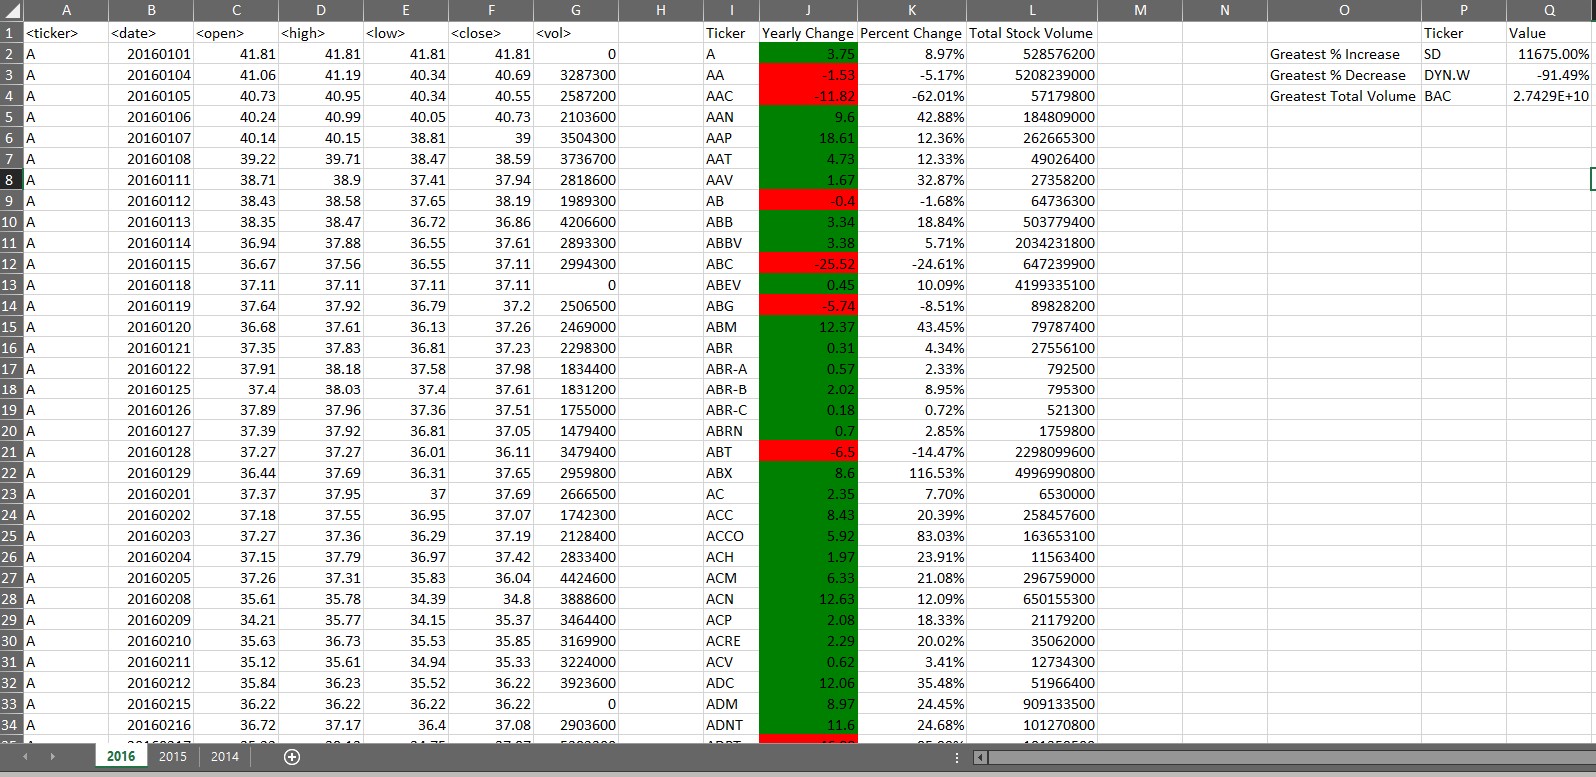 A B C D E F G H I J K L M N O P Q
1 <ticker> <date> <open> <high> <low> <close> <vol> Ticker Yearly Change Percent Change Total Stock Volume Ticker Value
2 A 20160101 41.81 41.81 41.81 41.81 0 A 3.75 8.97% 528576200 Greatest % Increase SD 11675.00%
3 A 20160104 41.06 41.19 40.34 40.69 3287300 AA -1.53 -5.17% 5208239000 Greatest % Decrease DYN.W -91.49%
4 A 20160105 40.73 40.95 40.34 40.55 2587200 AAC -11.82 -62.01% 57179800 Greatest Total Volume BAC 2.7429E+10
5 A 20160106 40.24 40.99 40.05 40.73 2103600 AAN 9.6 42.88% 184809000
6 A 20160107 40.14 40.15 38.81 39 3504300 AAP 18.61 12.36% 262665300
7 A 20160108 39.22 39.71 38.47 38.59 3736700 AAT 4.73 12.33% 49026400
8 A 20160111 38.71 38.9 37.41 37.94 2818600 AAV 1.67 32.87% 27358200
9 A 20160112 38.43 38.58 37.65 38.19 1989300 AB -0.4 -1.68% 64736300
10 A 20160113 38.35 38.47 36.72 36.86 4206600 ABB 3.34 18.84% 503779400
11 A 20160114 36.94 37.88 36.55 37.61 2893300 ABBV 3.38 5.71% 2034231800
12 A 20160115 36.67 37.56 36.55 37.11 2994300 ABC -25.52 -24.61% 647239900
13 A 20160118 37.11 37.11 37.11 37.11 0 ABEV 0.45 10.09% 4199335100
14 A 20160119 37.64 37.92 36.79 37.2 2506500 ABG -5.74 -8.51% 89828200
15 A 20160120 36.68 37.61 36.13 37.26 2469000 ABM 12.37 43.45% 79787400
16 A 20160121 37.35 37.83 36.81 37.23 2298300 ABR 0.31 4.34% 27556100
17 A 20160122 37.91 38.18 37.58 37.98 1834400 ABR-A 0.57 2.33% 792500
18 A 20160125 37.4 38.03 37.4 37.61 1831200 ABR-B 2.02 8.95% 795300
19 A 20160126 37.89 37.96 37.36 37.51 1755000 ABR-C 0.18 0.72% 521300
20 A 20160127 37.39 37.92 36.81 37.05 1479400 ABRN 0.7 2.85% 1759800
21 A 20160128 37.27 37.27 36.01 36.11 3479400 ABT -6.5 -14.47% 2298099600
22 A 20160129 36.44 37.69 36.31 37.65 2959800 ABX 8.6 116.53% 4996990800
23 A 20160201 37.37 37.95 37 37.69 2666500 AC 2.35 7.70% 6530000
24 A 20160202 37.18 37.55 36.95 37.07 1742300 ACC 8.43 20.39% 258457600
25 A 20160203 37.27 37.36 36.29 37.19 2128400 ACCO 5.92 83.03% 163653100
26 A 20160204 37.15 37.79 36.97 37.42 2833400 ACH 1.97 23.91% 11563400
27 A 20160205 37.26 37.31 35.83 36.04 4424600 ACM 6.33 21.08% 296759000
28 A 20160208 35.61 35.78 34.39 34.8 3888600 ACN 12.63 12.09% 650155300
29 A 20160209 34.21 35.77 34.15 35.37 3464400 ACP 2.08 18.33% 21179200
30 A 20160210 35.63 36.73 35.53 35.85 3169900 ACRE 2.29 20.02% 35062000
31 A 20160211 35.12 35.61 34.94 35.33 3224000 ACV 0.62 3.41% 12734300
32 A 20160212 35.84 36.23 35.52 36.22 3923600 ADC 12.06 35.48% 51966400
33 A 20160215 36.22 36.22 36.22 36.22 0 ADM 8.97 24.45% 909133500
34 A 20160216 36.72 37.17 36.4 37.08 2903600 ADNT 11.6 24.68% 101270800
2016 2015 2014